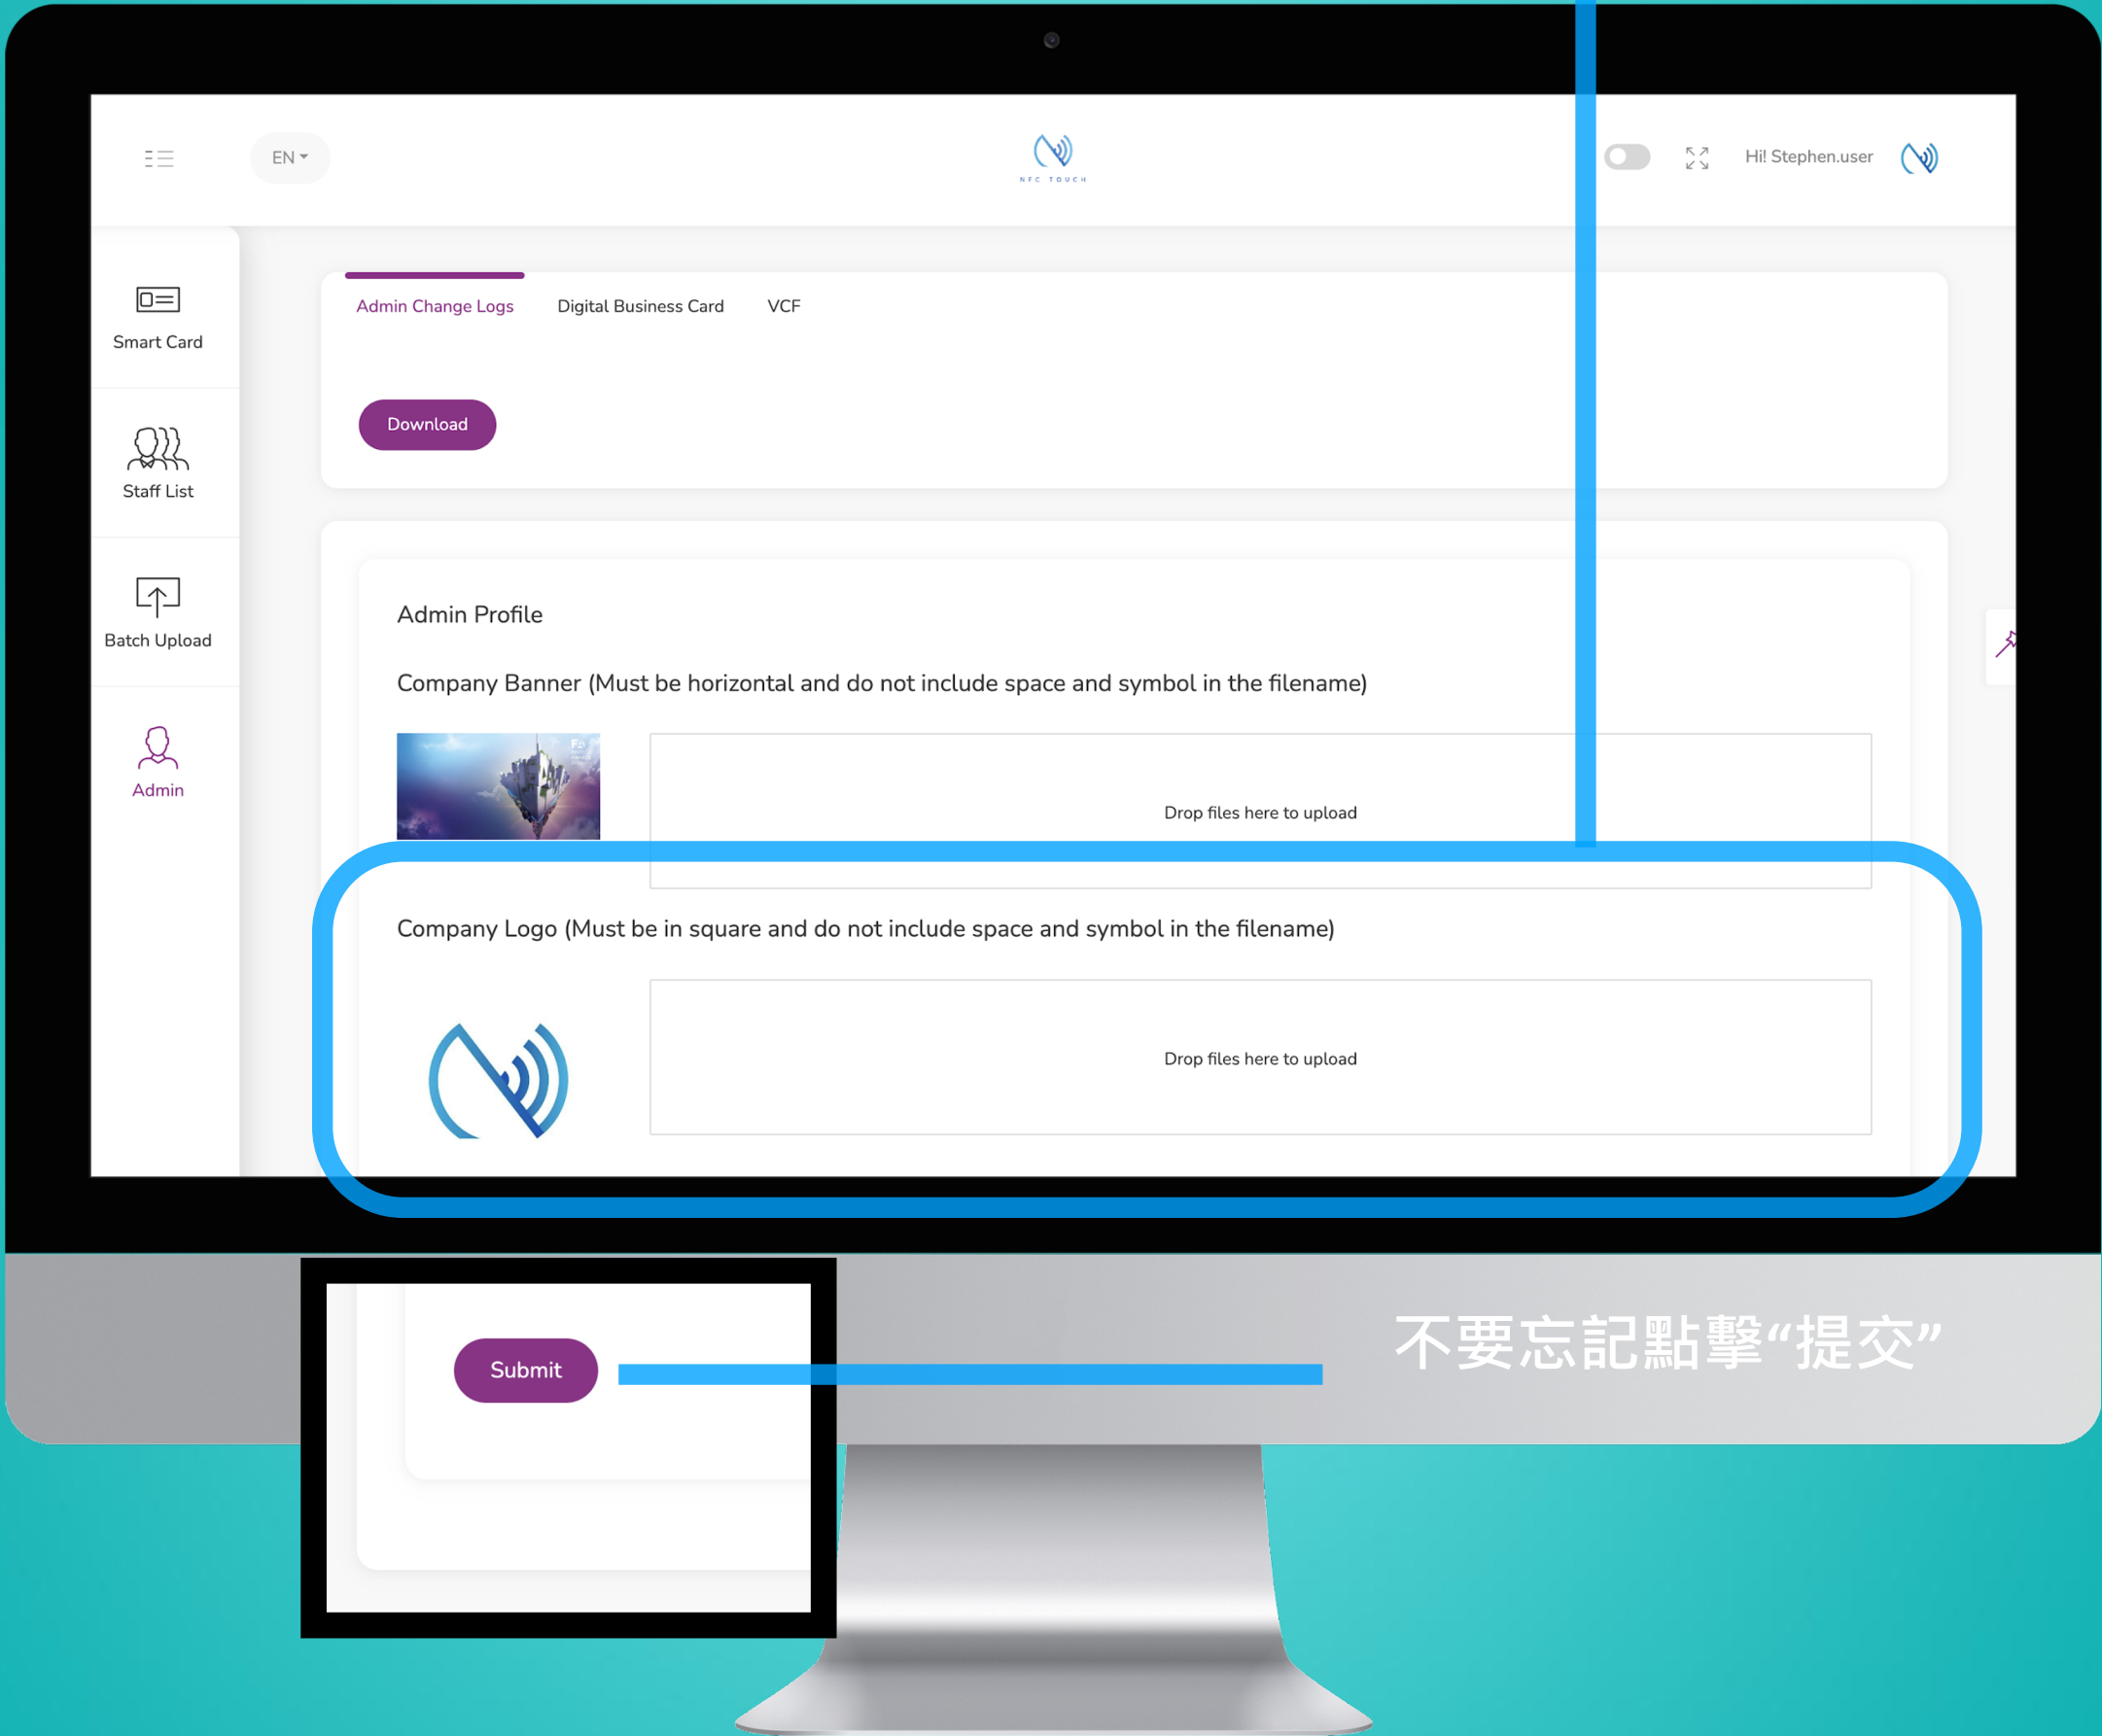 EN
NFC TOUCH
Hi! Stephen.user
Smart Card
Staff List
Batch Upload
Admin
Admin Change Logs
Digital Business Card
VCF
Download
Admin Profile
Company Banner (Must be horizontal and do not include space and symbol in the filename)
Drop files here to upload
Company Logo (Must be in square and do not include space and symbol in the filename)
Drop files here to upload
Submit
不要忘記點擊“提交”